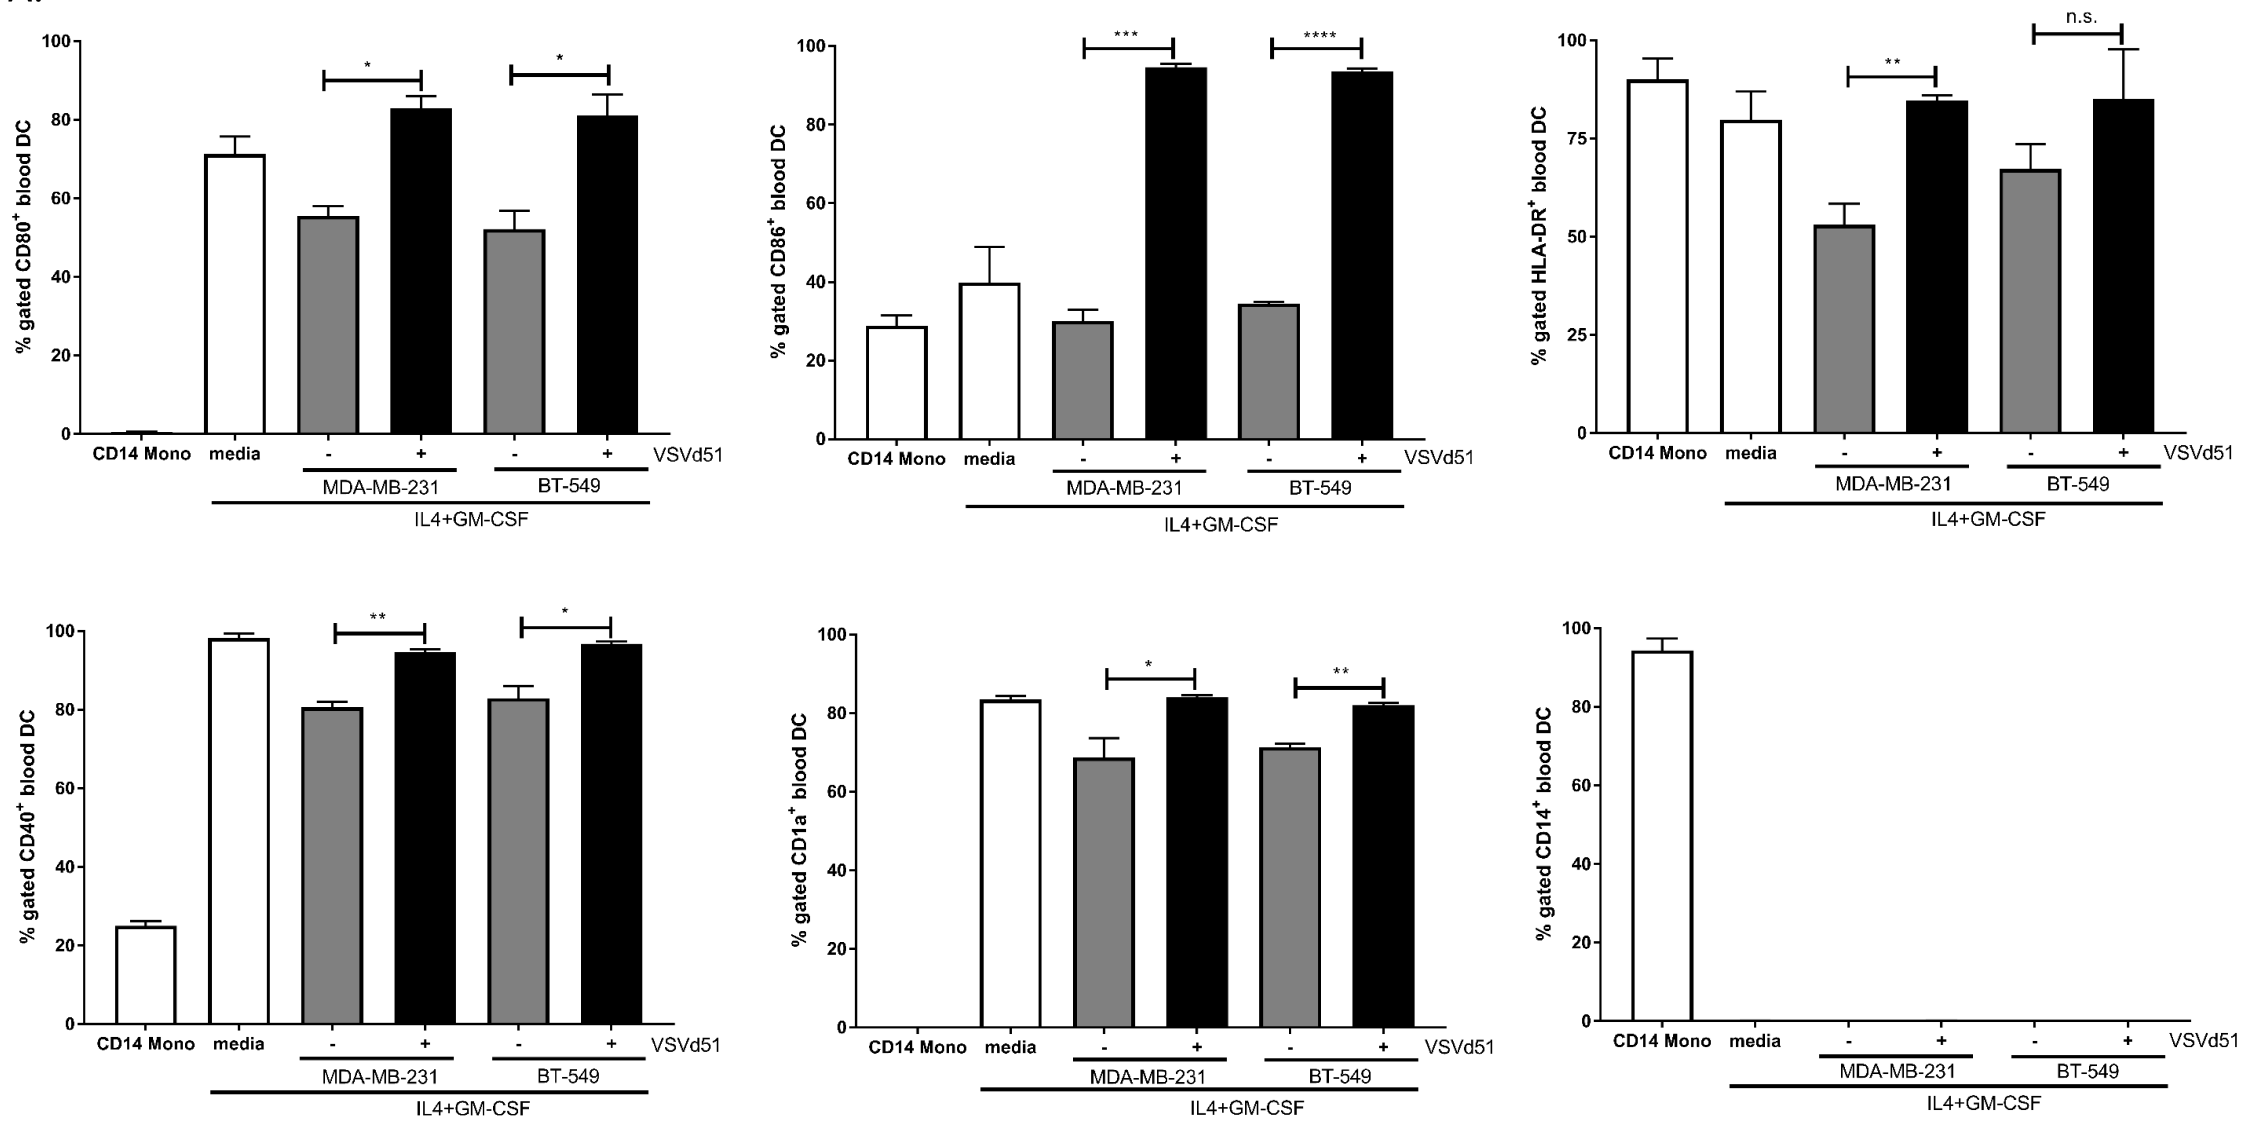 A.
% gated CD80+ blood DC
100
80
60
40
20
0
*
*
CD14 Mono media - + - + VSVd51
MDA-MB-231 BT-549
IL4+GM-CSF
% gated CD86+ blood DC
100
80
60
40
20
0
***
****
CD14 Mono media - + - + VSVd51
MDA-MB-231 BT-549
IL4+GM-CSF
% gated HLA-DR+ blood DC
100
75
50
25
0
**
n.s.
CD14 Mono media - + - + VSVd51
MDA-MB-231 BT-549
IL4+GM-CSF
% gated CD40+ blood DC
100
80
60
40
20
0
**
*
CD14 Mono media - + - + VSVd51
MDA-MB-231 BT-549
IL4+GM-CSF
% gated CD1a+ blood DC
100
80
60
40
20
0
*
**
CD14 Mono media - + - + VSVd51
MDA-MB-231 BT-549
IL4+GM-CSF
% gated CD14+ blood DC
100
80
60
40
20
0
CD14 Mono media - + - + VSVd51
MDA-MB-231 BT-549
IL4+GM-CSF